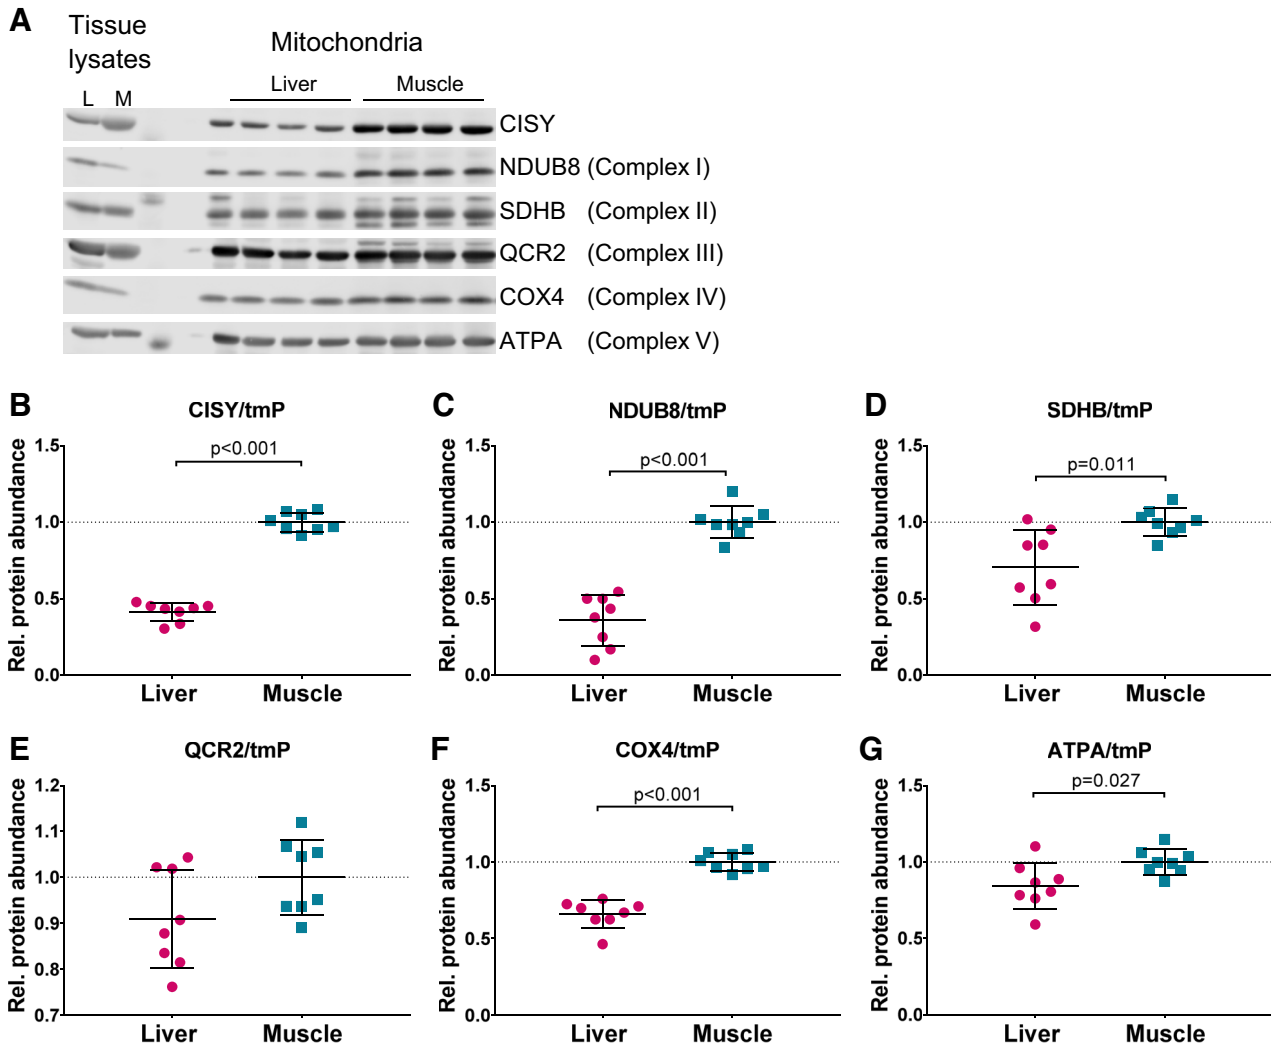 A
Tissue
lysates
Mitochondria
Liver
Muscle
L
M
CISY
NDUB8 (Complex I)
SDHB (Complex II)
QCR2 (Complex III)
COX4 (Complex IV)
ATPA (Complex V)
B
CISY/tmP
Rel. protein abundance
1.5
1.0
0.5
0.0
p<0.001
Liver
Muscle
C
NDUB8/tmP
Rel. protein abundance
1.5
1.0
0.5
0.0
p<0.001
Liver
Muscle
D
SDHB/tmP
Rel. protein abundance
1.5
1.0
0.5
0.0
p=0.011
Liver
Muscle
E
QCR2/tmP
Rel. protein abundance
1.2
1.1
1.0
0.9
0.8
0.7
Liver
Muscle
F
COX4/tmP
Rel. protein abundance
1.5
1.0
0.5
0.0
p<0.001
Liver
Muscle
G
ATPA/tmP
Rel. protein abundance
1.5
1.0
0.5
0.0
p=0.027
Liver
Muscle